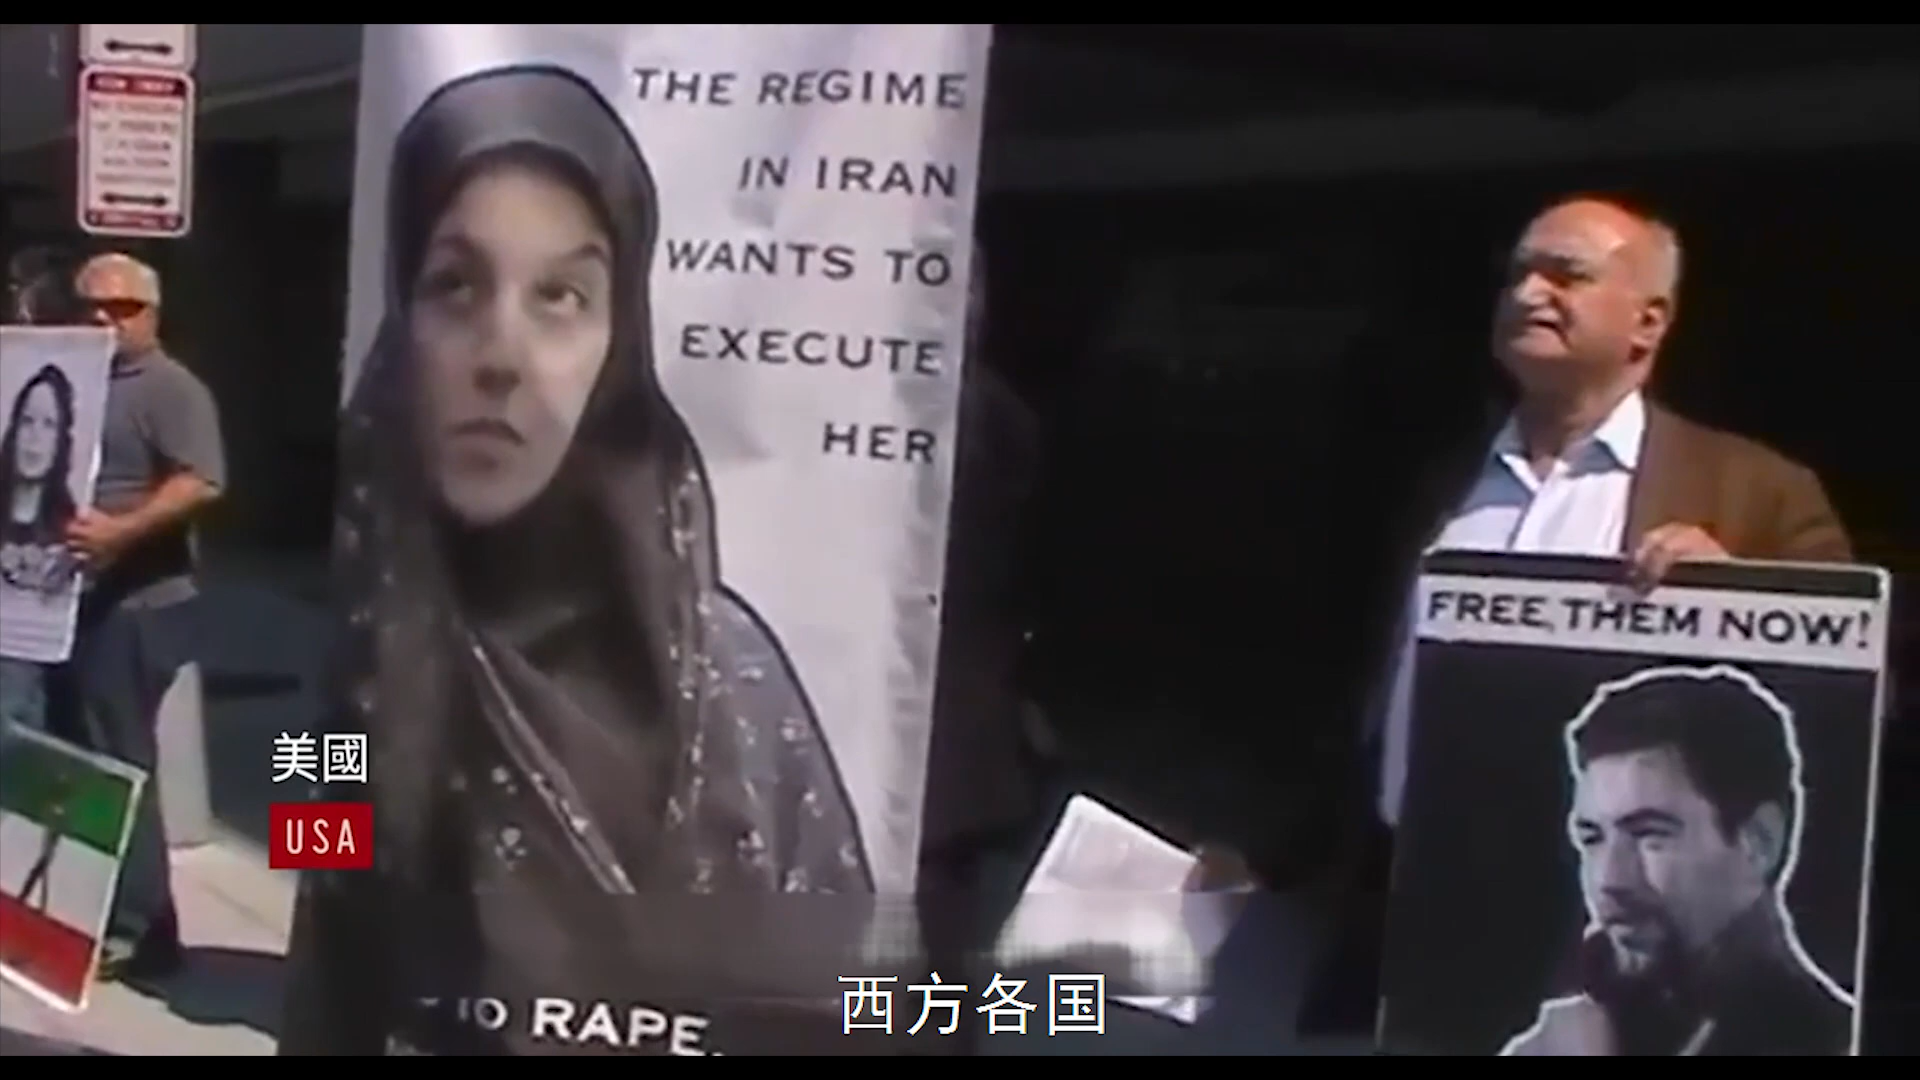 THE REGIME
IN IRAN
WANTS TO
EXECUTE
HER
FREE THEM NOW!
美國
USA
TO RAPE.
西方各国